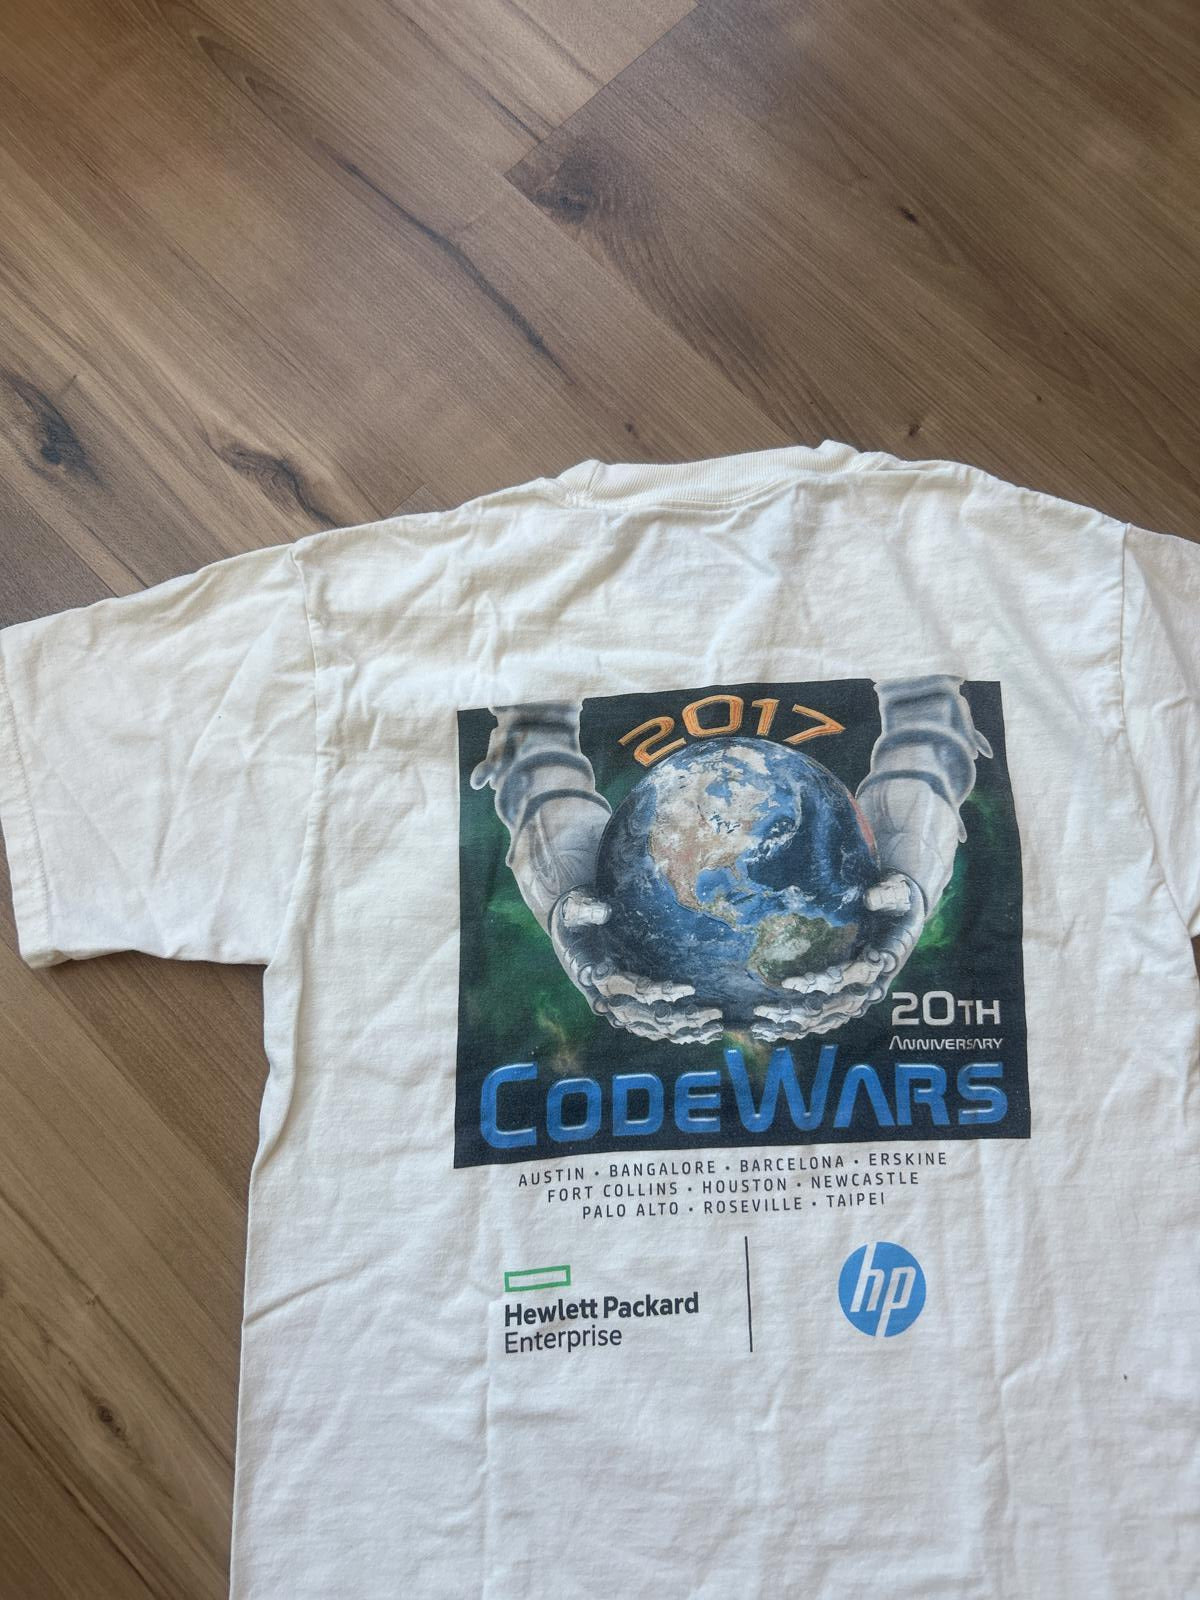 2017
20TH
ANNIVERSARY
CODEWARS
AUSTIN • BANGALORE • BARCELONA • ERSKINE
FORT COLLINS • HOUSTON • NEWCASTLE
PALO ALTO • ROSEVILLE • TAIPEI
Hewlett Packard
Enterprise
hp